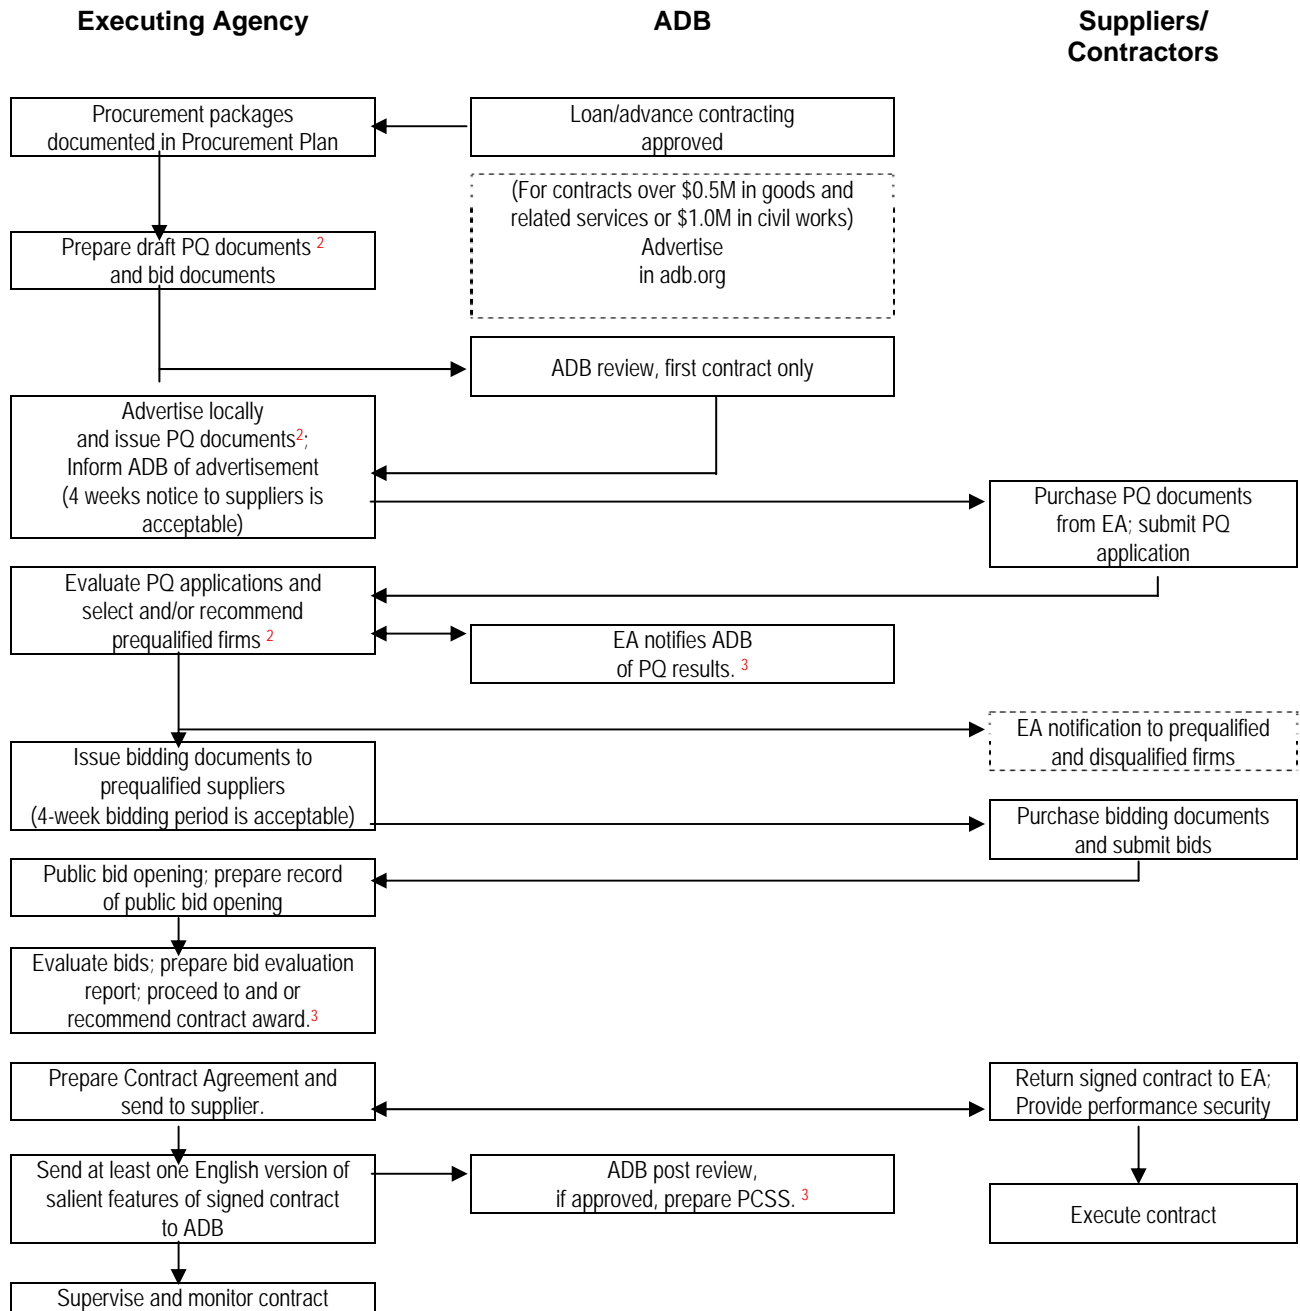 Executing Agency
ADB
Suppliers/
Contractors
Procurement packages
documented in Procurement Plan
Loan/advance contracting
approved
(For contracts over $0.5M in goods and
related services or $1.0M in civil works)
Advertise
in adb.org
Prepare draft PQ documents 2
and bid documents
ADB review, first contract only
Advertise locally
and issue PQ documents2;
Inform ADB of advertisement
(4 weeks notice to suppliers is
acceptable)
Purchase PQ documents
from EA; submit PQ
application
Evaluate PQ applications and
select and/or recommend
prequalified firms 2
EA notifies ADB
of PQ results. 3
EA notification to prequalified
and disqualified firms
Issue bidding documents to
prequalified suppliers
(4-week bidding period is acceptable)
Purchase bidding documents
and submit bids
Public bid opening; prepare record
of public bid opening
Evaluate bids; prepare bid evaluation
report; proceed to and or
recommend contract award.3
Prepare Contract Agreement and
send to supplier.
Return signed contract to EA;
Provide performance security
Send at least one English version of
salient features of signed contract
to ADB
ADB post review,
if approved, prepare PCSS. 3
Execute contract
Supervise and monitor contract